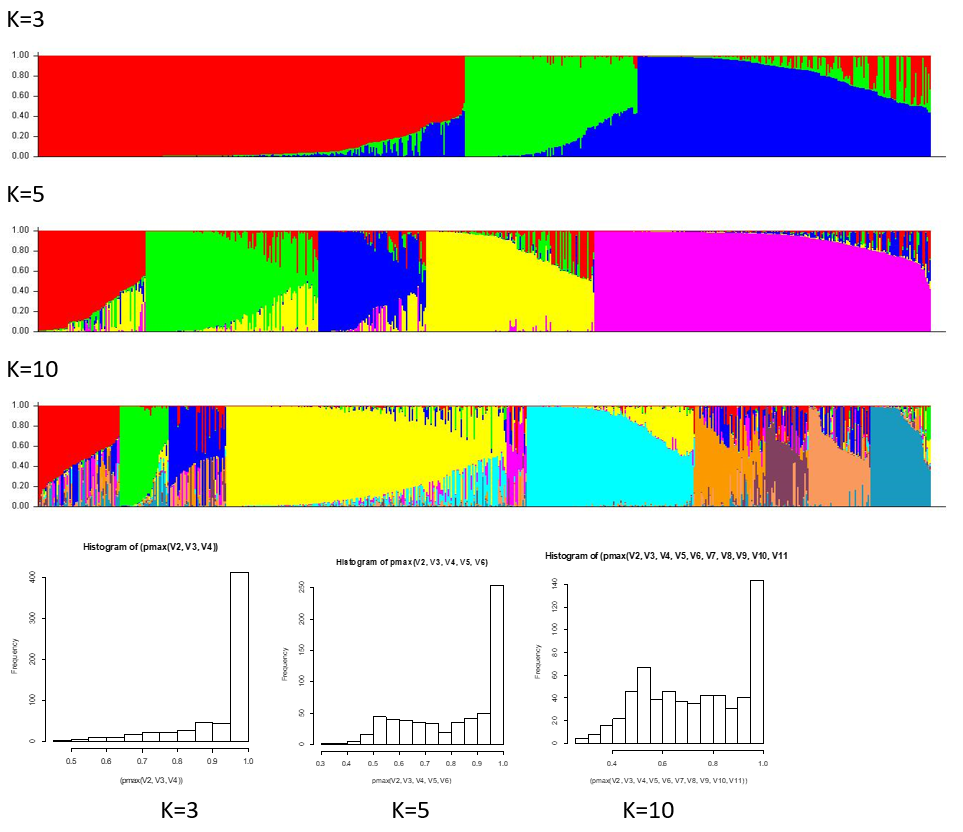 K=3
1.00
0.80
0.60
0.40
0.20
0.00
K=5
1.00
0.80
0.60
0.40
0.20
0.00
K=10
1.00
0.80
0.60
0.40
0.20
0.00
Histogram of (pmax(V2, V3, V4))
Frequency
400
300
200
100
0
0.5 0.6 0.7 0.8 0.9 1.0
(pmax(V2, V3, V4))
K=3
Histogram of pmax(V2, V3, V4, V5, V6)
Frequency
250
200
150
100
50
0
0.3 0.4 0.5 0.6 0.7 0.8 0.9 1.0
pmax(V2, V3, V4, V5, V6)
K=5
Histogram of (pmax(V2, V3, V4, V5, V6, V7, V8, V9, V10, V11
Frequency
140
120
100
80
60
40
20
0
0.4 0.6 0.8 1.0
(pmax(V2, V3, V4, V5, V6, V7, V8, V9, V10, V11))
K=10